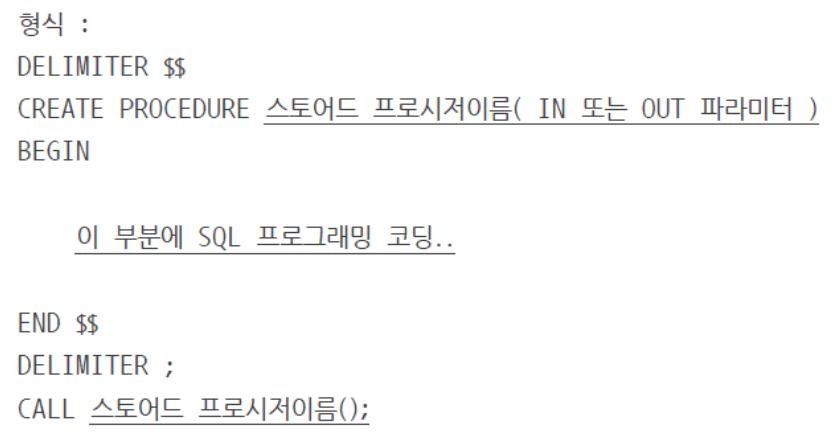 형식 :
DELIMITER $$
CREATE PROCEDURE 스토어드 프로시저이름( IN 또는 OUT 파라미터 )
BEGIN
이 부분에 SQL 프로그래밍 코딩..
END $$
DELIMITER ;
CALL 스토어드 프로시저이름();